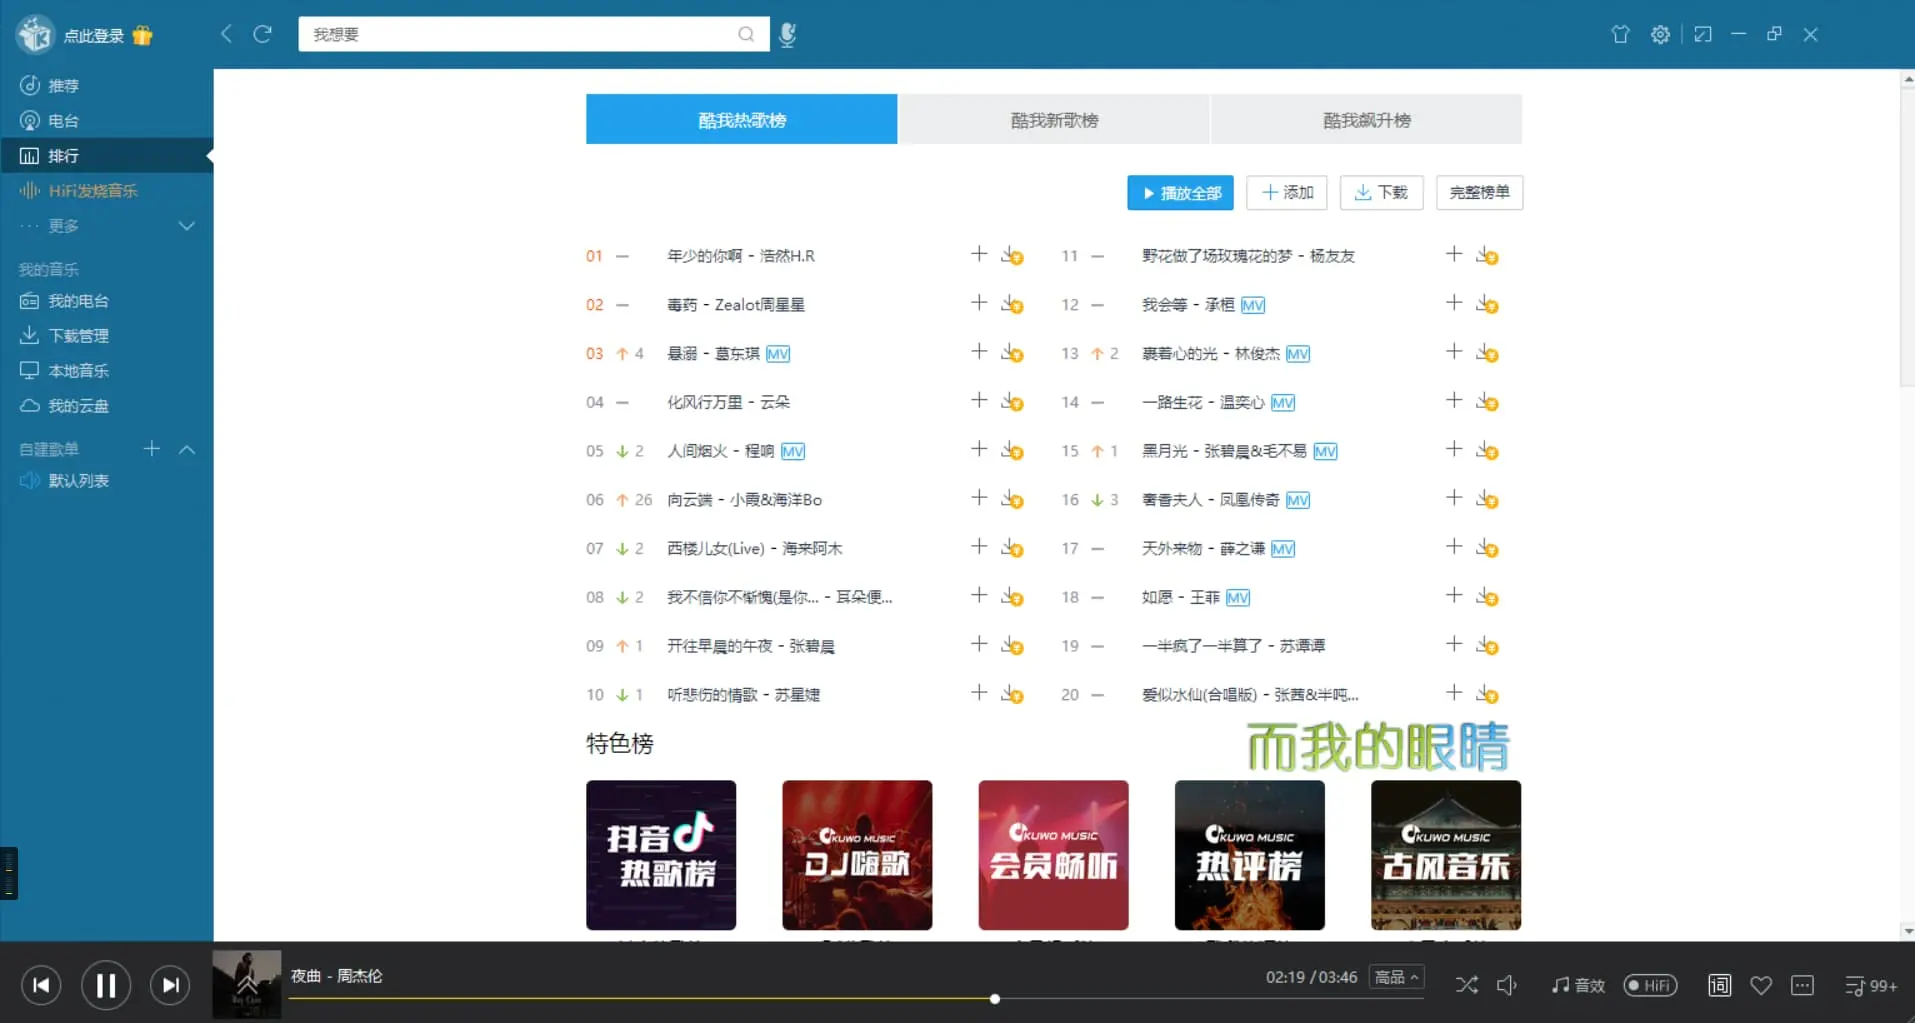 点此登录
我想要
推荐
电台
排行
HiFi发烧音乐
更多
我的音乐
我的电台
下载管理
本地音乐
我的云盘
自建歌单
默认列表
酷我热歌榜 酷我新歌榜 酷我飙升榜
播放全部 添加 下载 完整榜单
01 年少的你啊 - 浩然H.R
02 毒药 - Zealot周星星
03 4 悬溺 - 葛东琪 MV
04 化风行万里 - 云朵
05 2 人间烟火 - 程响 MV
06 26 向云端 - 小霞&海洋Bo
07 2 西楼儿女(Live) - 海来阿木
08 2 我不信你不惭愧(是你... - 耳朵便...
09 1 开往早晨的午夜 - 张碧晨
10 1 听悲伤的情歌 - 苏星婕
11 野花做了场玫瑰花的梦 - 杨友友
12 我会等 - 承桓 MV
13 2 裹着心的光 - 林俊杰 MV
14 一路生花 - 温奕心 MV
15 1 黑月光 - 张碧晨&毛不易 MV
16 3 奢香夫人 - 凤凰传奇 MV
17 天外来物 - 薛之谦 MV
18 如愿 - 王菲 MV
19 一半疯了一半算了 - 苏谭谭
20 爱似水仙(合唱版) - 张茜&半吨...
特色榜
而我的眼睛
抖音
热歌榜
KUWO MUSIC
DJ嗨歌
KUWO MUSIC
会员畅听
KUWO MUSIC
热评榜
KUWO MUSIC
古风音乐
夜曲 - 周杰伦
02:19 / 03:46 高品
音效 HiFi 词 99+